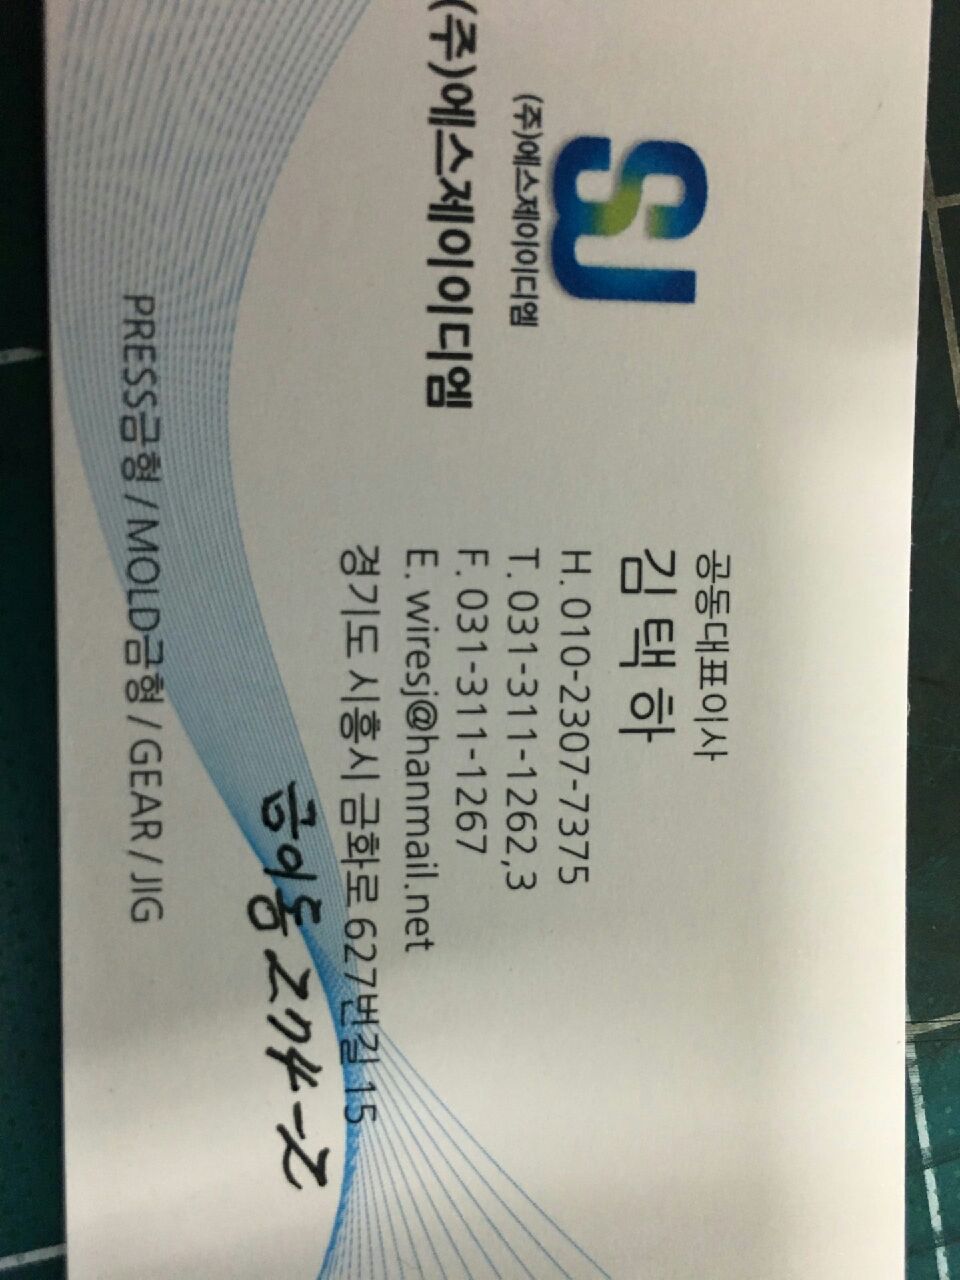 SJ
(주)에스제이이디엠
(주)에스제이이디엠
공동대표이사
김 택 하
H. 010-2307-7375
T. 031-311-1262,3
F. 031-311-1267
E. wiresj@hanmail.net
경기도 시흥시 금화로 627번길 15
금이동 274-2
PRESS금형 / MOLD금형 / GEAR / JIG